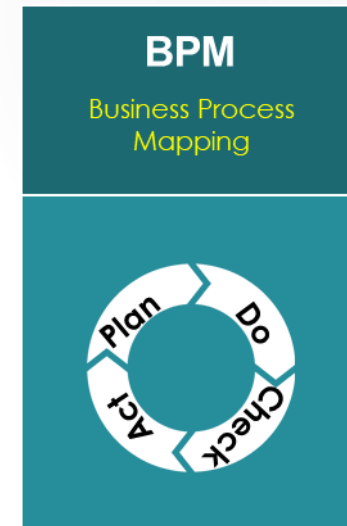 BPM
Business Process
Mapping
Plan
Do
Check
Act